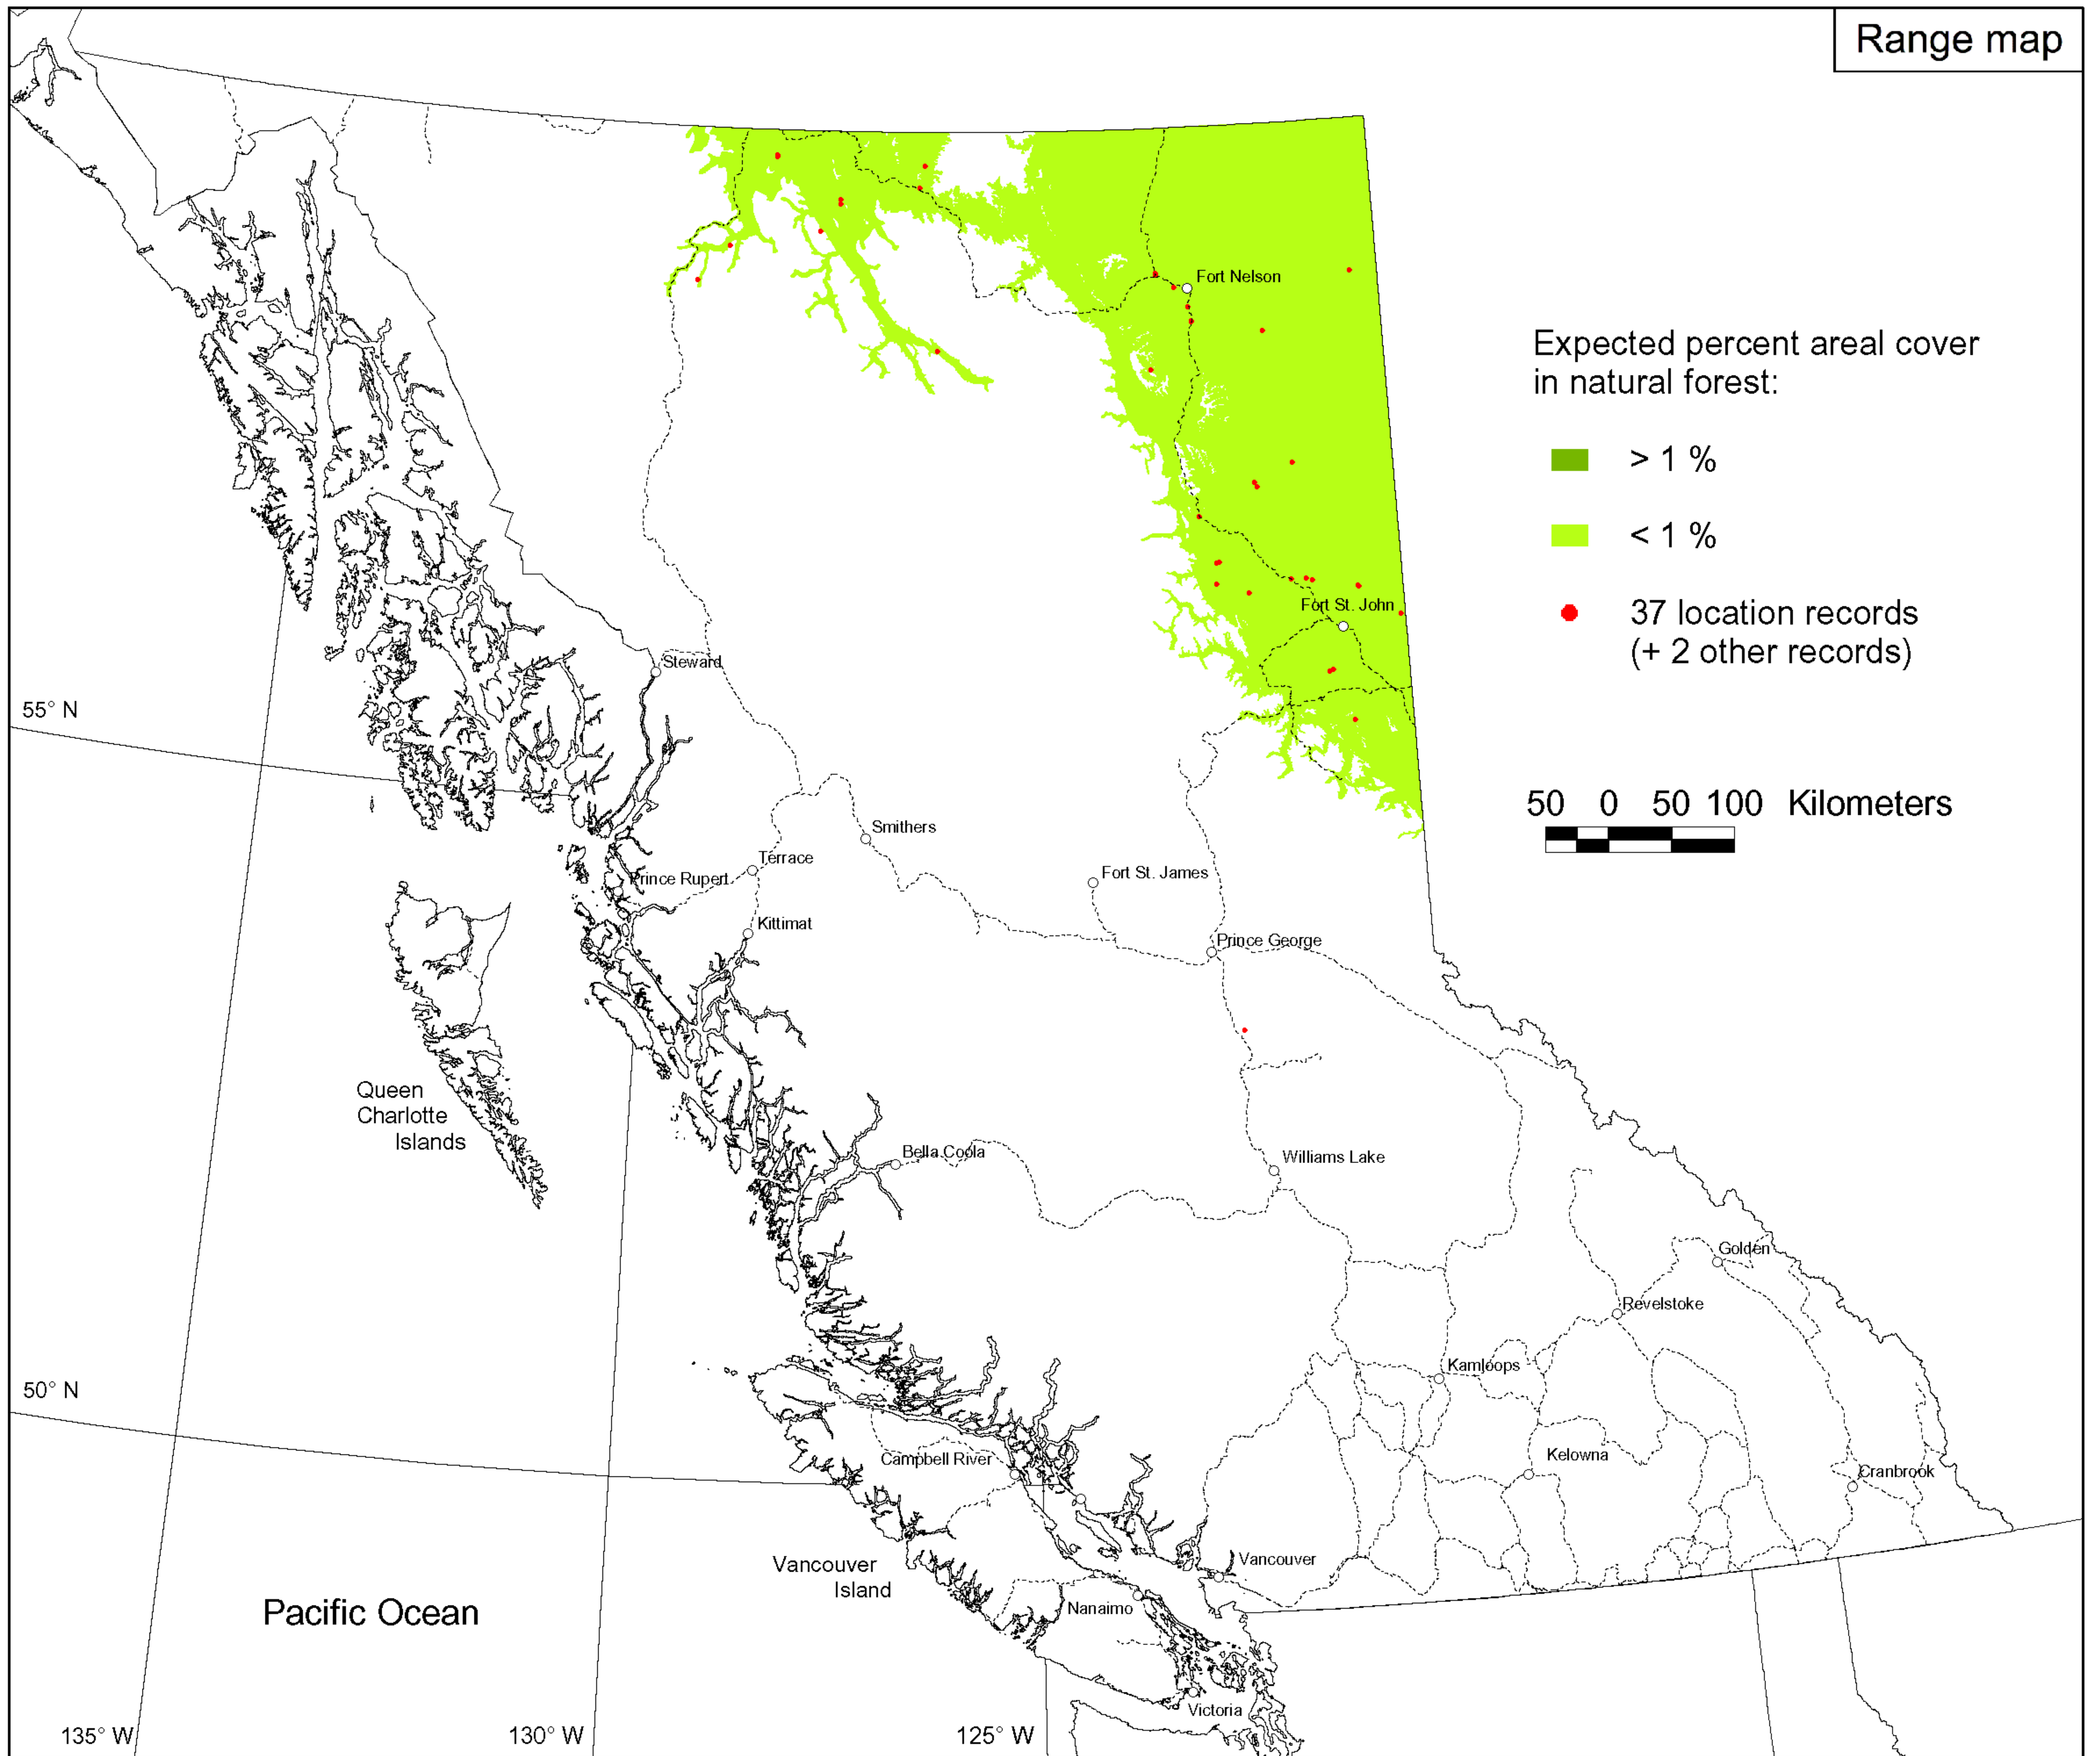 Range map
Fort Nelson
Expected percent areal cover
in natural forest:
> 1 %
< 1 %
37 location records
(+ 2 other records)
Fort St. John
Steward
55° N
50 0 50 100 Kilometers
Smithers
Terrace
Prince Rupert
Fort St. James
Kittimat
Prince George
Queen
Charlotte
Islands
Bella Coola
Williams Lake
Golden
Revelstoke
Kamloops
50° N
Campbell River
Kelowna
Cranbrook
Vancouver
Island
Vancouver
Pacific Ocean
Nanaimo
Victoria
135° W
130° W
125° W